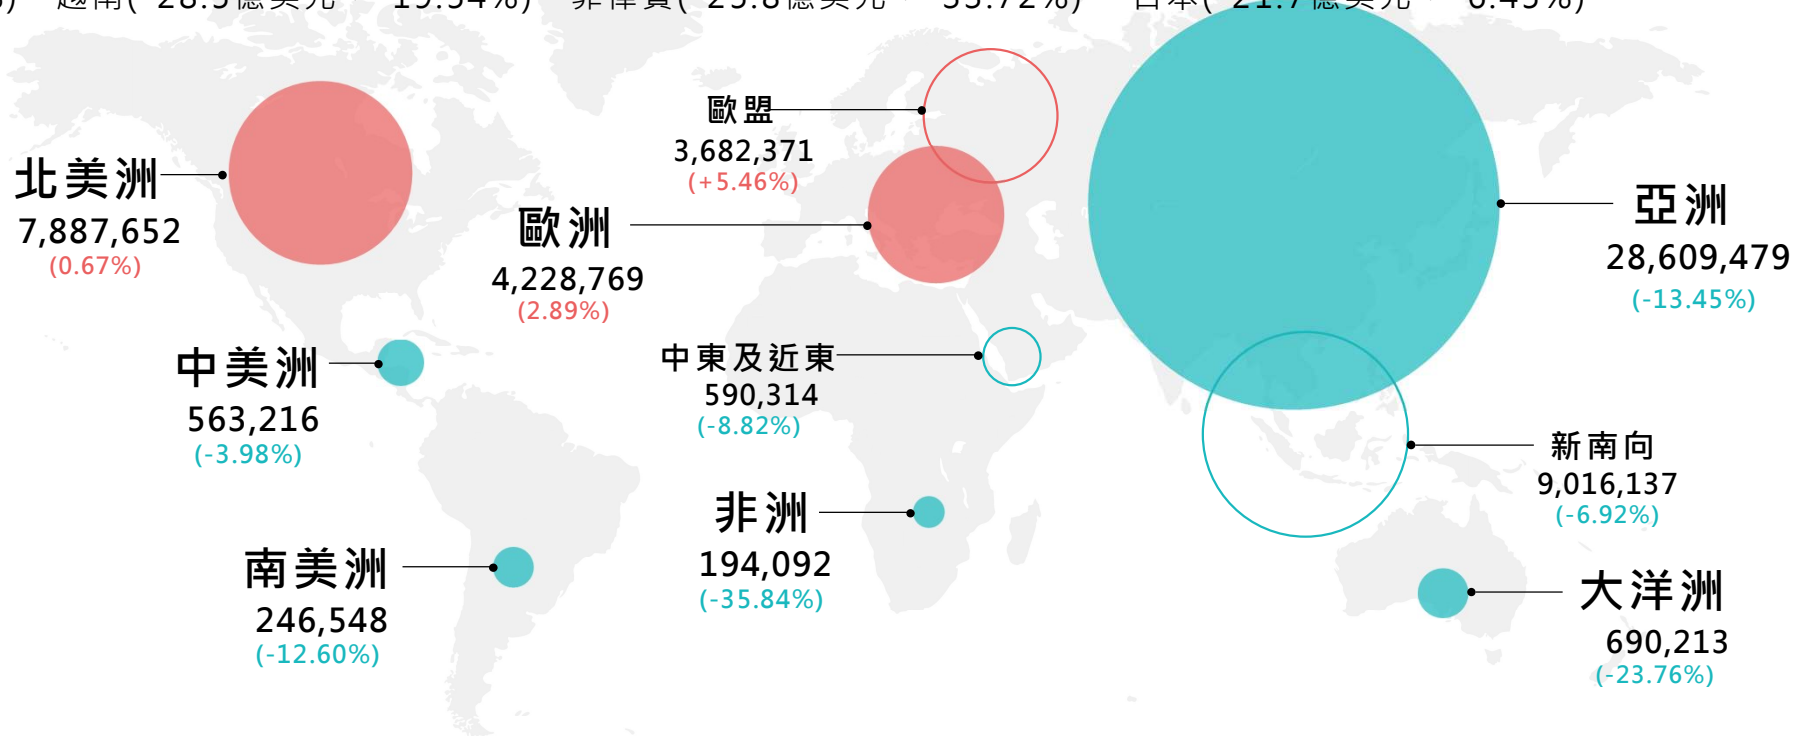 歐盟
3,682,371
(+5.46%)
北美洲
7,887,652
(0.67%)
歐洲
4,228,769
(2.89%)
亞洲
28,609,479
(-13.45%)
中美洲
563,216
(-3.98%)
中東及近東
590,314
(-8.82%)
新南向
9,016,137
(-6.92%)
非洲
194,092
(-35.84%)
南美洲
246,548
(-12.60%)
大洋洲
690,213
(-23.76%)